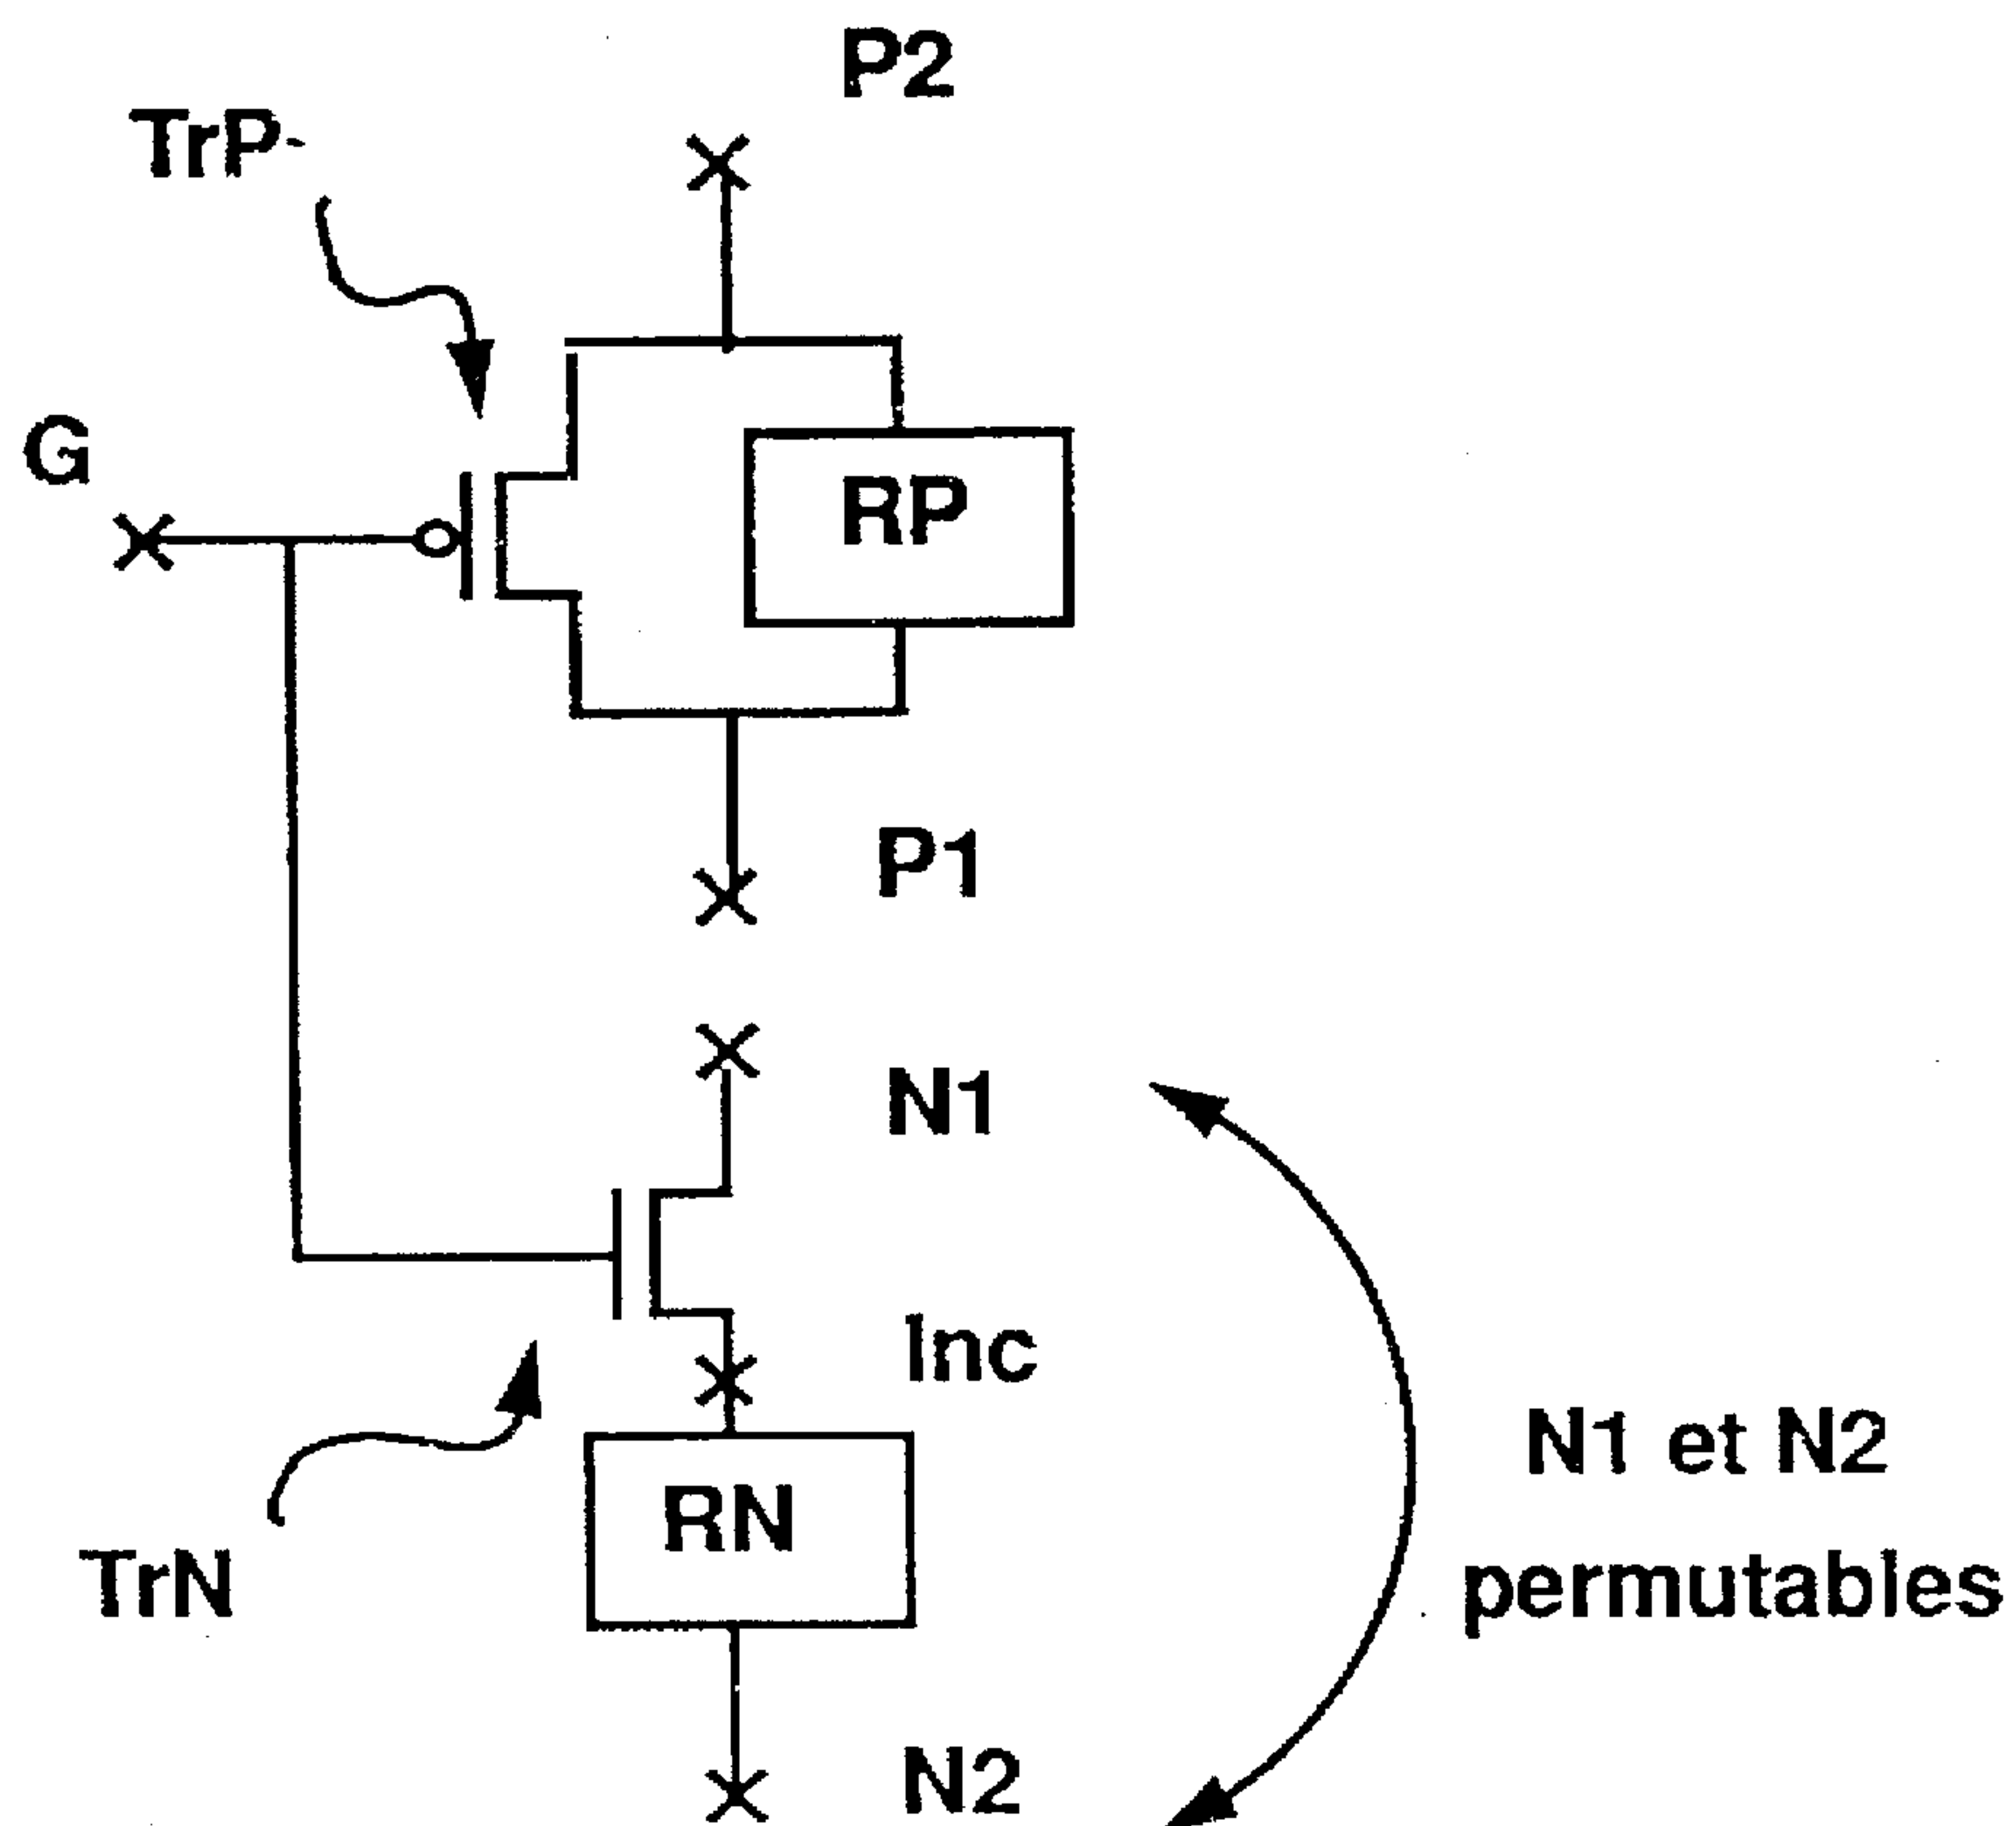 P2
TrP
G
RP
P1
N1
Inc
N1 et N2
permutables
RN
TrN
N2